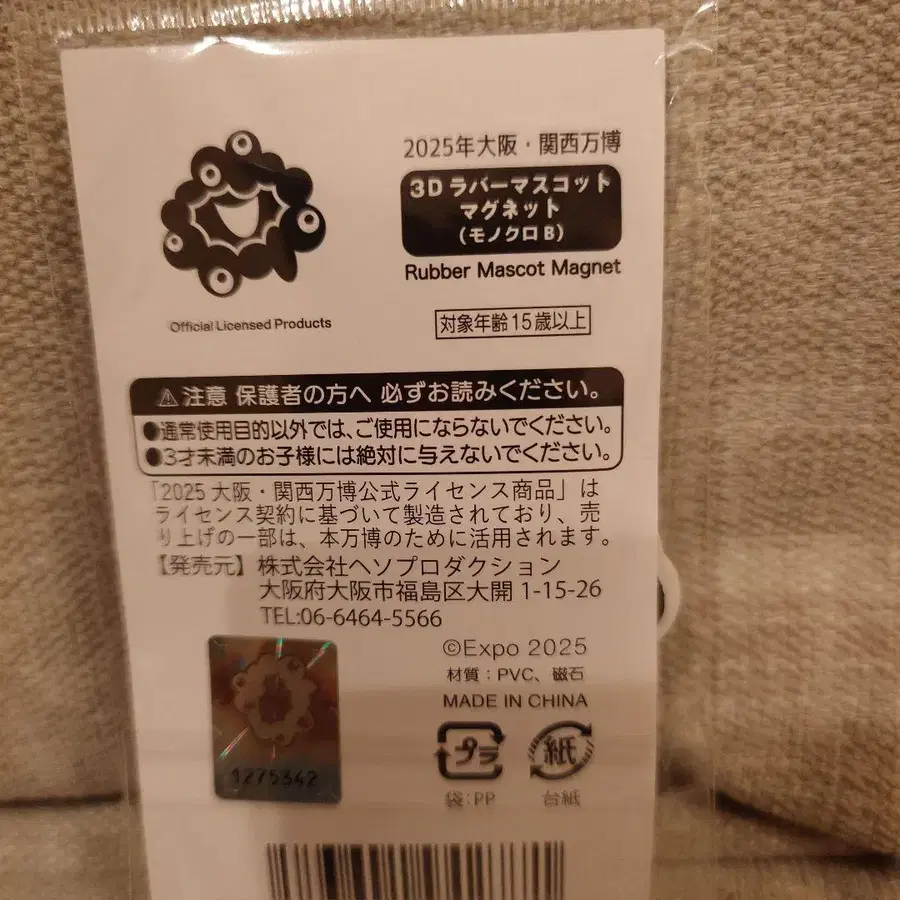 2025年大阪・関西万博
3Dラバーマスコット
マグネット
(モノクロB)
Rubber Mascot Magnet
Official Licensed Products
対象年齢15歳以上
⚠注意 保護者の方へ 必ずお読みください。
●通常使用目的以外では、ご使用にならないでください。
●3才未満のお子様には絶対に与えないでください。
「2025大阪・関西万博公式ライセンス商品」は
ライセンス契約に基づいて製造されており、売
り上げの一部は、本万博のために活用されます。
【発売元】株式会社ヘソプロダクション
大阪府大阪市福島区大開1-15-26
TEL:06-6464-5566
©Expo 2025
材質：PVC、磁石
MADE IN CHINA
プラ 紙
袋:PP 台紙
1275342